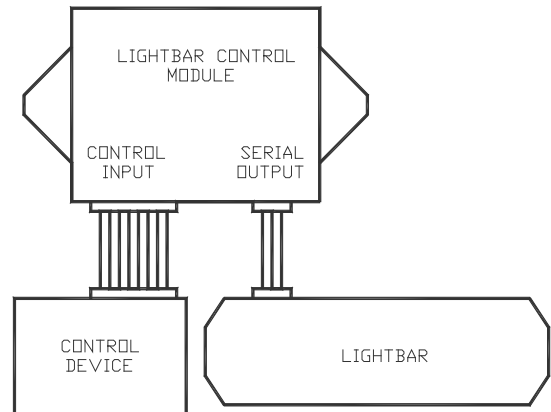 LIGHTBAR CONTROL
MODULE
CONTROL
INPUT
SERIAL
OUTPUT
CONTROL
DEVICE
LIGHTBAR